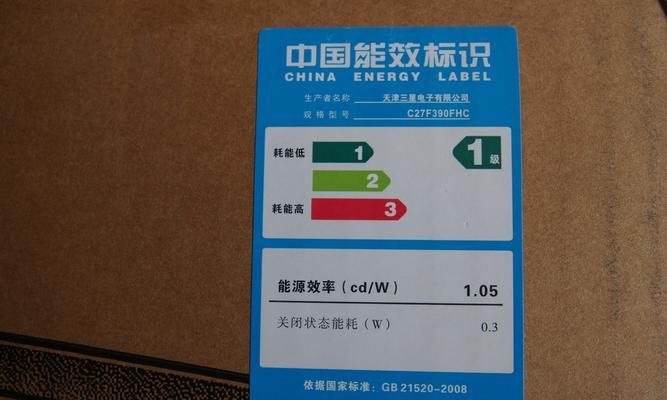 中国能效标识
CHINA ENERGY LABEL
生产者名称 天津三星电子有限公司
规格型号 C27F390FHC
耗能低 1 1级
2
耗能高 3
能源效率(cd/W) 1.05
关闭状态能耗(W) 0.3
依据国家标准: GB 21520-2008